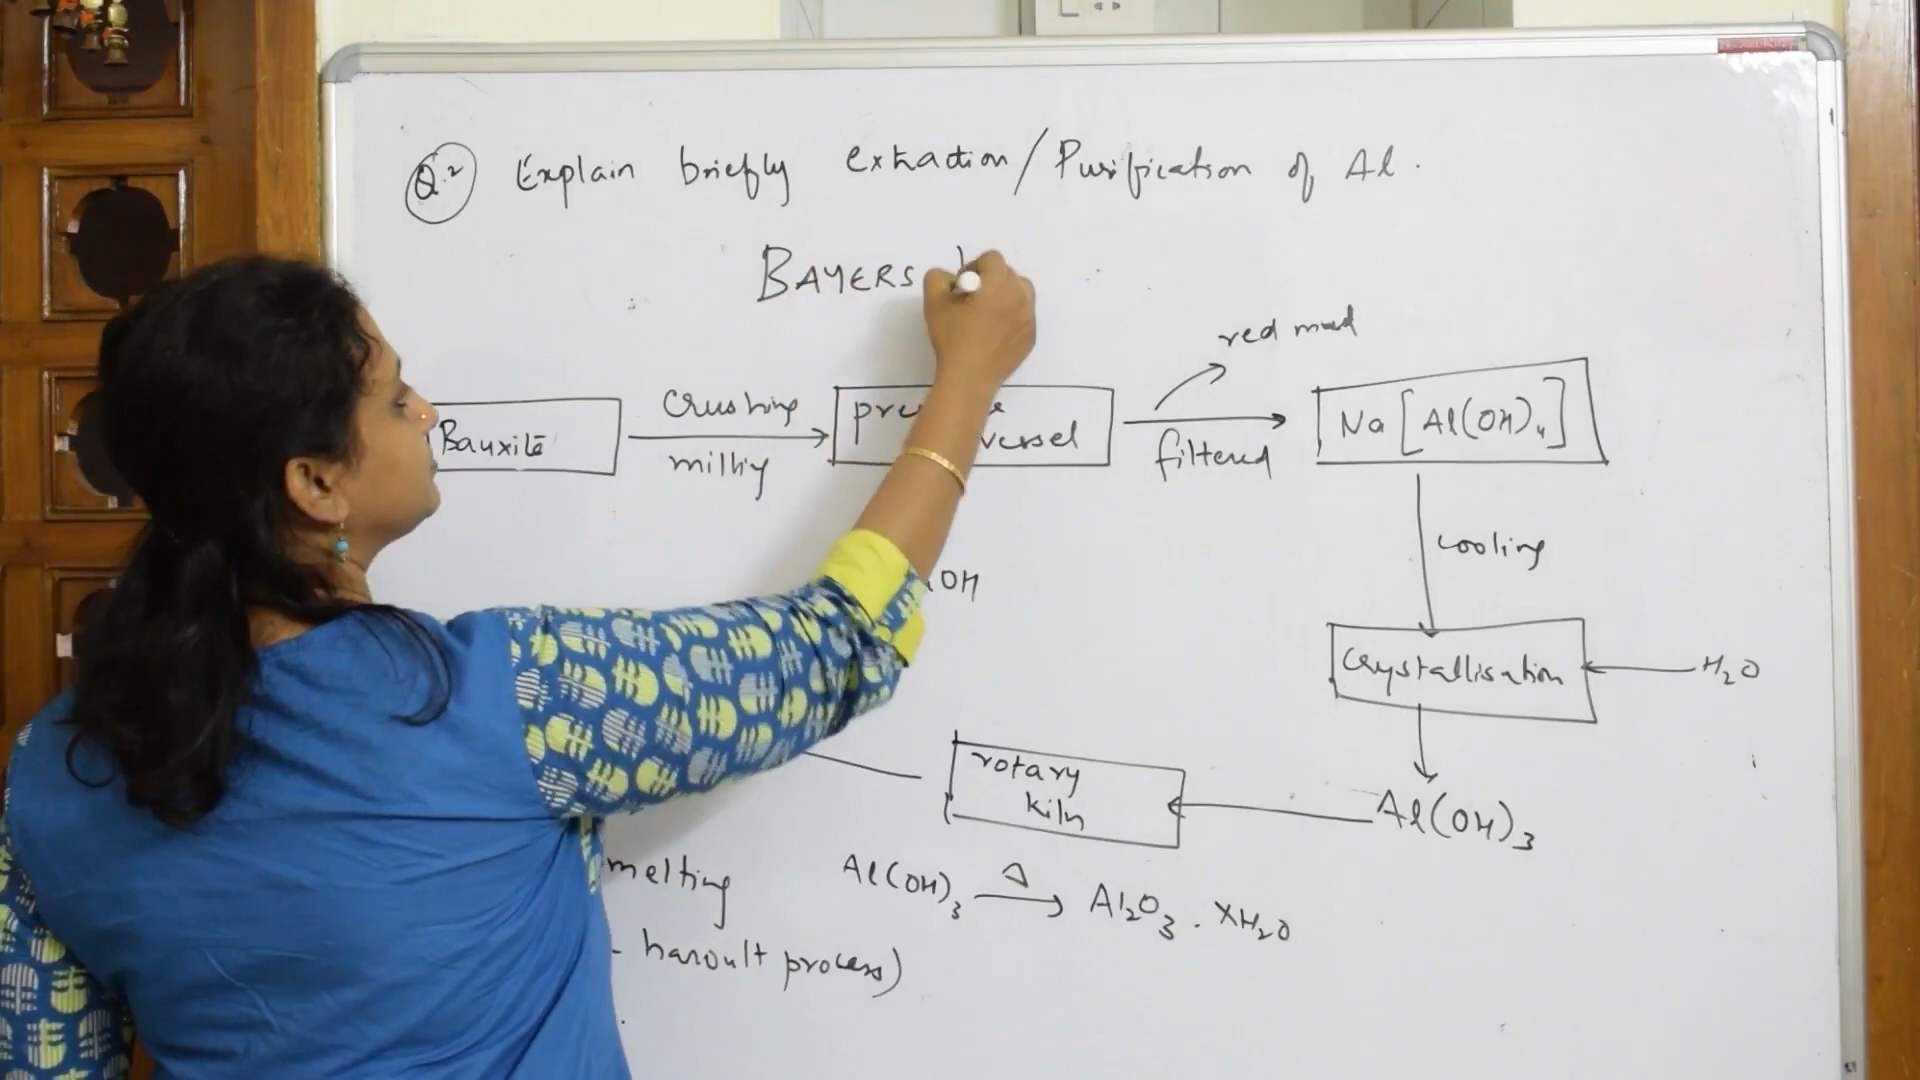 Q.2 Explain briefly extraction/Purification of Al.
BAYERS
red mud
Bauxite
crushing
milling
vessel
filtered
Na[Al(OH)4]
cooling
OH
Crystallisation
H2O
rotary
kiln
Al(OH)3
melting
Al(OH)3 Δ→ Al2O3 . XH2O
- haroult process)